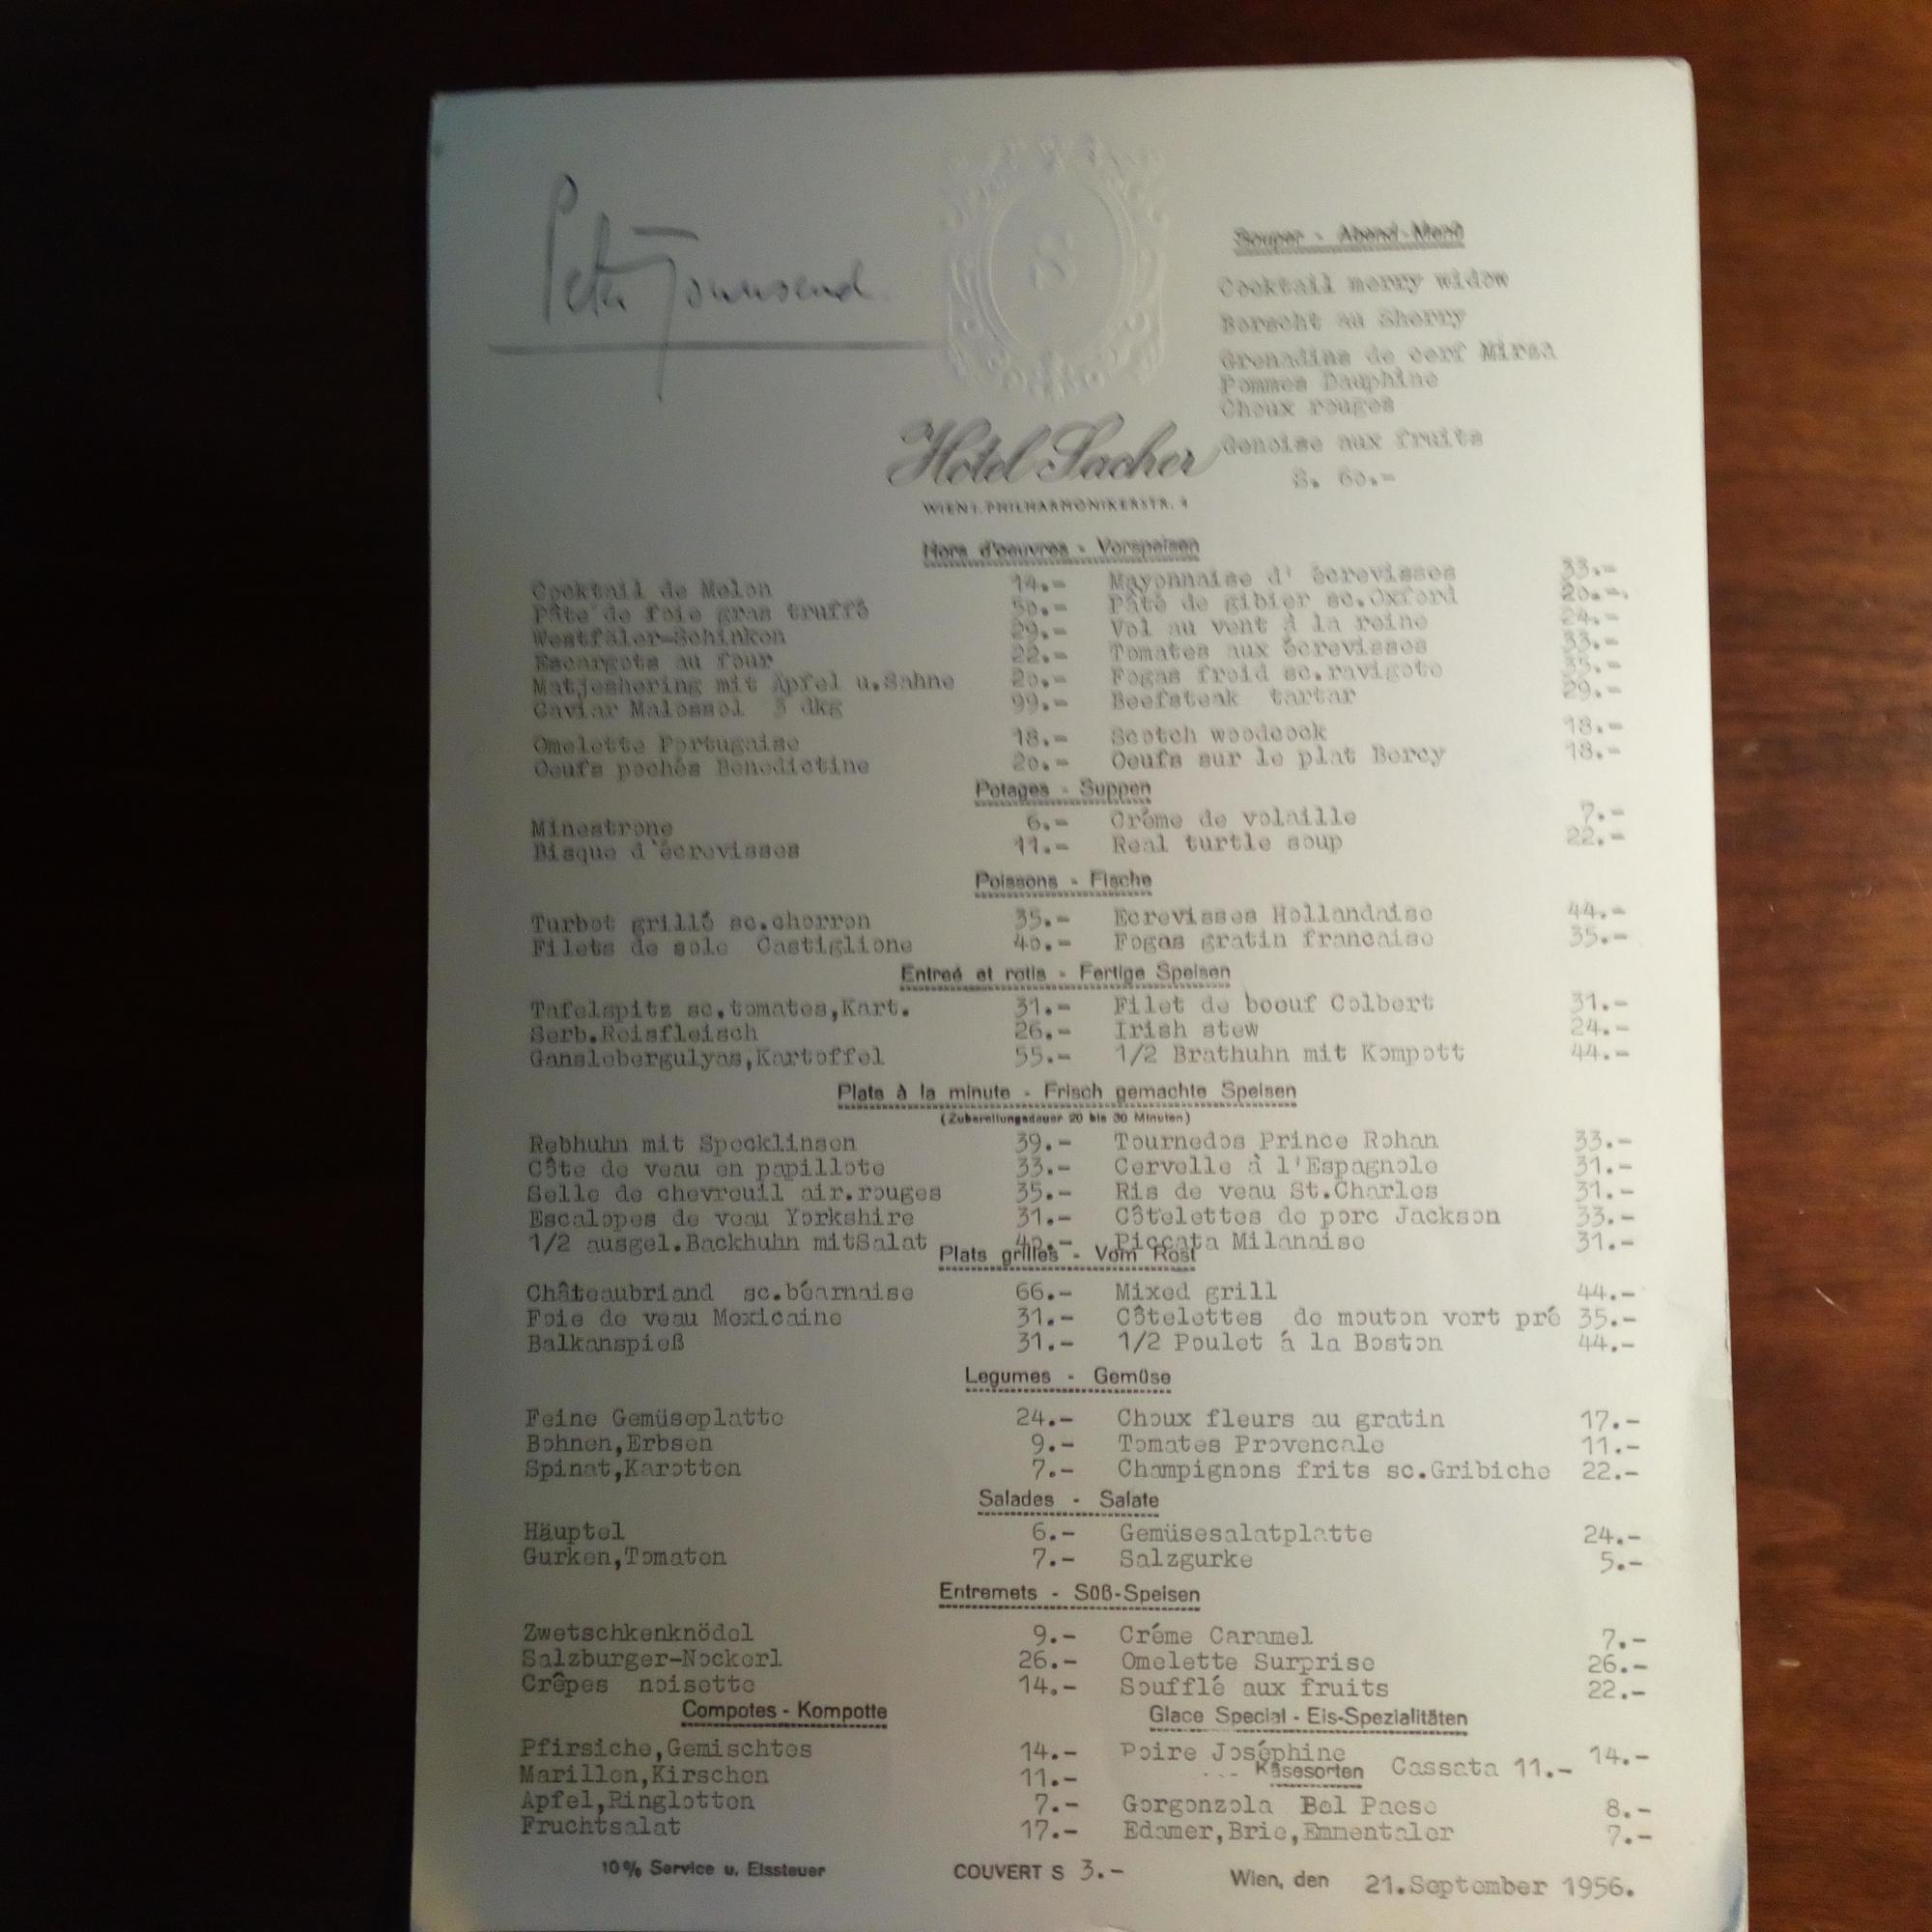 Peter Townsend
S
Hotel Sacher
WIEN I. PHILHARMONIKERSTR. 4
Souper - Abend-Menü
Cocktail merry widow
Borscht au Sherry
Grenadins de cerf Mirza
Pommes Dauphine
Choux rouges
Genoise aux fruits
S. 60.-
Hors d'oeuvres - Vorspeisen
Cocktail de Melon 14.- Mayonnaise d' écrevisses 33.-
Pâte de foie gras truffé 50.- Pâté de gibier sc.Oxford 20.-
Westfäler-Schinken 29.- Vol au vent à la reine 24.-
Escargots au four 22.- Tomates aux écrevisses 33.-
Matjeshering mit Äpfel u.Sahne 20.- Fogas froid sc.ravigote 35.-
Caviar Malossol 5 dkg 99.- Beefsteak tartar 29.-
Omelette Portugaise 18.- Scotch woodcock 18.-
Oeufs pochés Benedictine 20.- Oeufs sur le plat Bercy 18.-
Potages - Suppen
Minestrone 6.- Créme de volaille 7.-
Bisque d'écrevisses 11.- Real turtle soup 22.-
Poissons - Fische
Turbot grillé sc.chorron 35.- Ecrevisses Hollandaise 44.-
Filets de sole Castiglione 40.- Fogas gratin francaise 35.-
Entreé et rotis - Fertige Speisen
Tafelspitz sc.tomates,Kart. 31.- Filet de boeuf Colbert 31.-
Serb.Reisfleisch 26.- Irish stew 24.-
Ganslebergulyas,Kartoffel 55.- 1/2 Brathuhn mit Kompott 44.-
Plats à la minute - Frisch gemachte Speisen
(Zubereitungsdauer 20 bis 30 Minuten)
Rebhuhn mit Specklinsen 39.- Tournedos Prince Rohan 33.-
Côte de veau en papillote 33.- Cervelle à l'Espagnole 31.-
Selle de chevreuil air.rouges 35.- Ris de veau St.Charles 31.-
Escalopes de veau Yorkshire 31.- Côtelettes de porc Jackson 33.-
1/2 ausgel.Backhuhn mitSalat 40.- Piccata Milanaise 31.-
Plats grilles - Vom Rost
Châteaubriand sc.béarnaise 66.- Mixed grill 44.-
Foie de veau Mexicaine 31.- Côtelettes de mouton vert pré 35.-
Balkanspieß 31.- 1/2 Poulet á la Boston 44.-
Legumes - Gemüse
Feine Gemüseplatte 24.- Choux fleurs au gratin 17.-
Bohnen,Erbsen 9.- Tomates Provencale 11.-
Spinat,Karotten 7.- Champignons frits sc.Gribiche 22.-
Salades - Salate
Häuptel 6.- Gemüsesalatplatte 24.-
Gurken,Tomaten 7.- Salzgurke 5.-
Entremets - Süß-Speisen
Zwetschkenknödel 9.- Créme Caramel 7.-
Salzburger-Nockerl 26.- Omelette Surprise 26.-
Crêpes noisette 14.- Soufflé aux fruits 22.-
Compotes - Kompotte Glace Special - Eis-Spezialitäten
Pfirsiche,Gemischtes 14.- Poire Joséphine 14.-
Marillen,Kirschen 11.- Käsesorten Cassata 11.-
Apfel,Ringlotten 7.- Gorgonzola Bel Paese 8.-
Fruchtsalat 17.- Edamer,Brie,Emmentaler 7.-
10% Service u. Eissteuer COUVERT S 3.- Wien, den 21.September 1956.